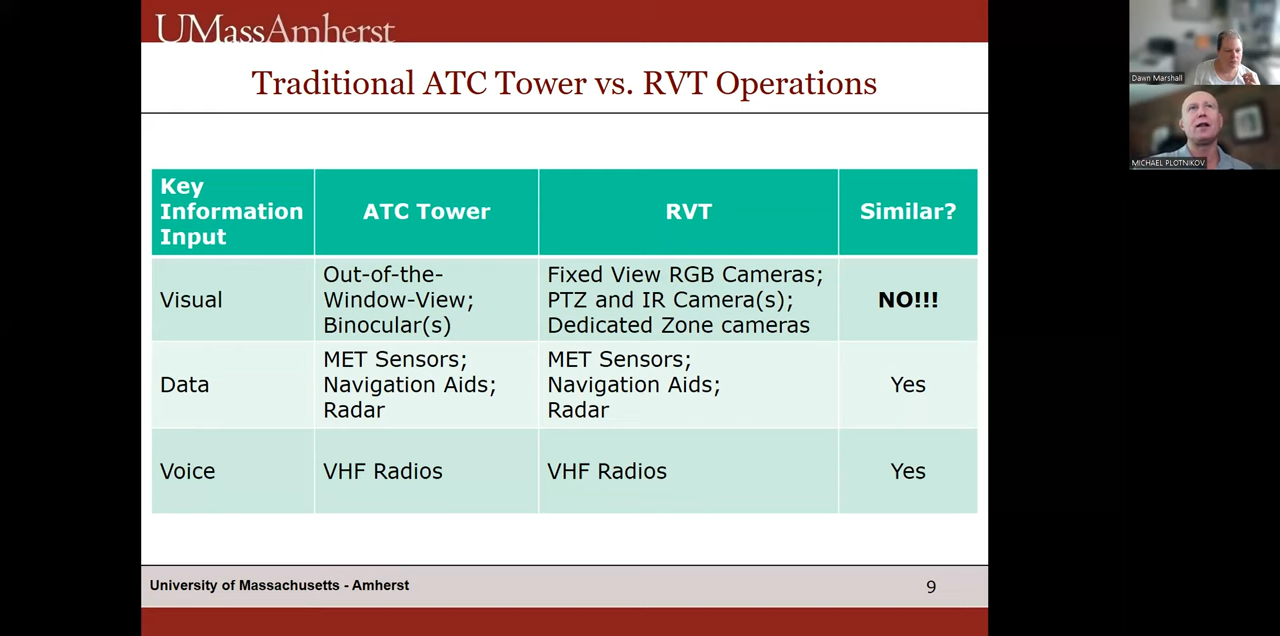 UMassAmherst
Traditional ATC Tower vs. RVT Operations
Key
Information
Input
ATC Tower
RVT
Similar?
Visual
Out-of-the-
Window-View;
Binocular(s)
Fixed View RGB Cameras;
PTZ and IR Camera(s);
Dedicated Zone cameras
NO!!!
Data
MET Sensors;
Navigation Aids;
Radar
MET Sensors;
Navigation Aids;
Radar
Yes
Voice
VHF Radios
VHF Radios
Yes
University of Massachusetts - Amherst
9
Dawn Marshall
MICHAEL PLOTNIKOV